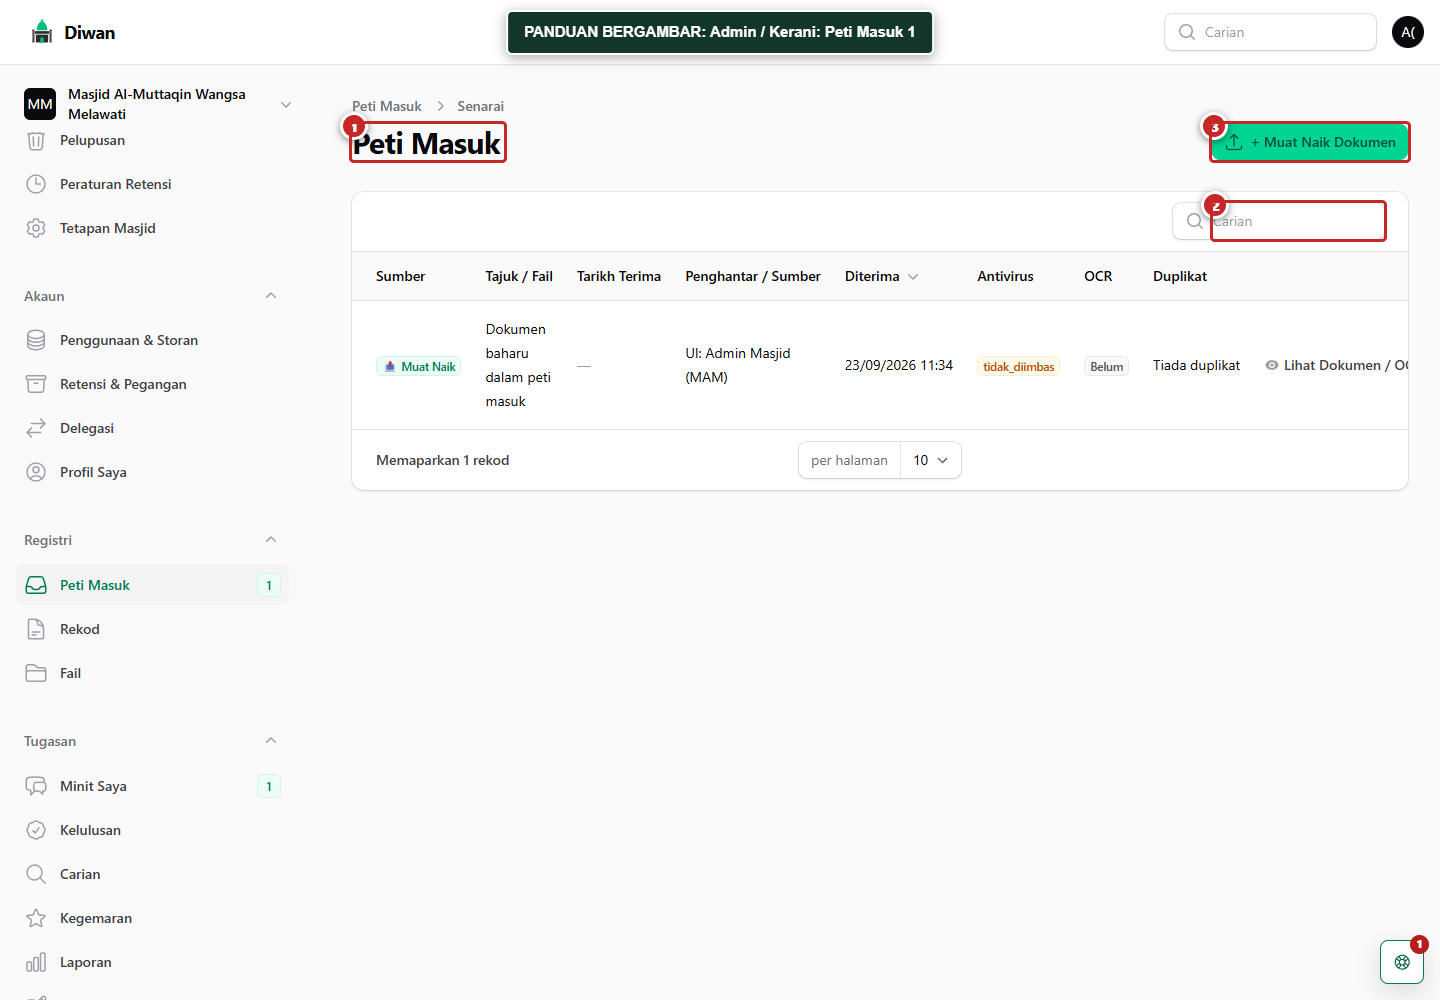 Diwan
PANDUAN BERGAMBAR: Admin / Kerani: Peti Masuk 1
Carian
A(
MM
Masjid Al-Muttaqin Wangsa
Melawati
Pelupusan
Peraturan Retensi
Tetapan Masjid
Akaun
Penggunaan & Storan
Retensi & Pegangan
Delegasi
Profil Saya
Registri
Peti Masuk
1
Rekod
Fail
Tugasan
Minit Saya
1
Kelulusan
Carian
Kegemaran
Laporan
Peti Masuk > Senarai
1
Peti Masuk
3
+ Muat Naik Dokumen
2
Carian
Sumber Tajuk / Fail Tarikh Terima Penghantar / Sumber Diterima Antivirus OCR Duplikat
Muat Naik
Dokumen
baharu
dalam peti
masuk
—
UI: Admin Masjid
(MAM)
23/09/2026 11:34
tidak_diimbas
Belum
Tiada duplikat
Lihat Dokumen / OC
Memaparkan 1 rekod
per halaman 10
1